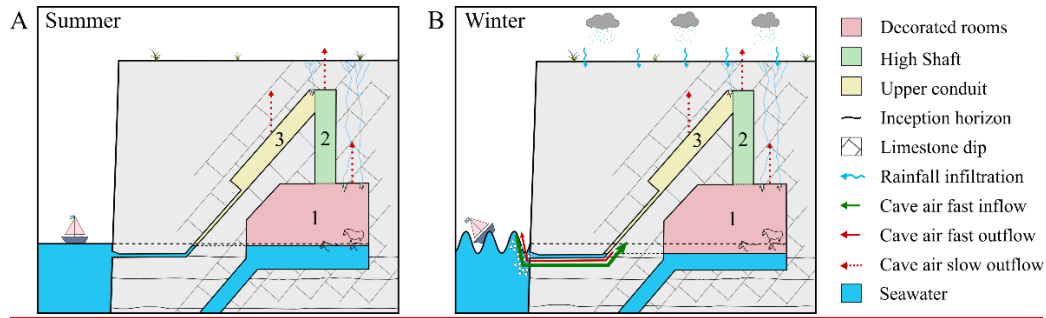 A
Summer
3
2
1
B
Winter
3
2
1
Decorated rooms
High Shaft
Upper conduit
Inception horizon
Limestone dip
Rainfall infiltration
Cave air fast inflow
Cave air fast outflow
Cave air slow outflow
Seawater